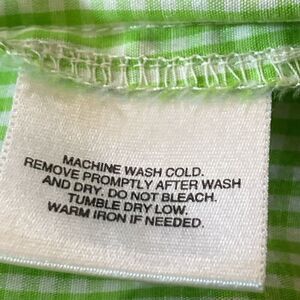 MACHINE WASH COLD.
REMOVE PROMPTLY AFTER WASH
AND DRY. DO NOT BLEACH.
TUMBLE DRY LOW.
WARM IRON IF NEEDED.